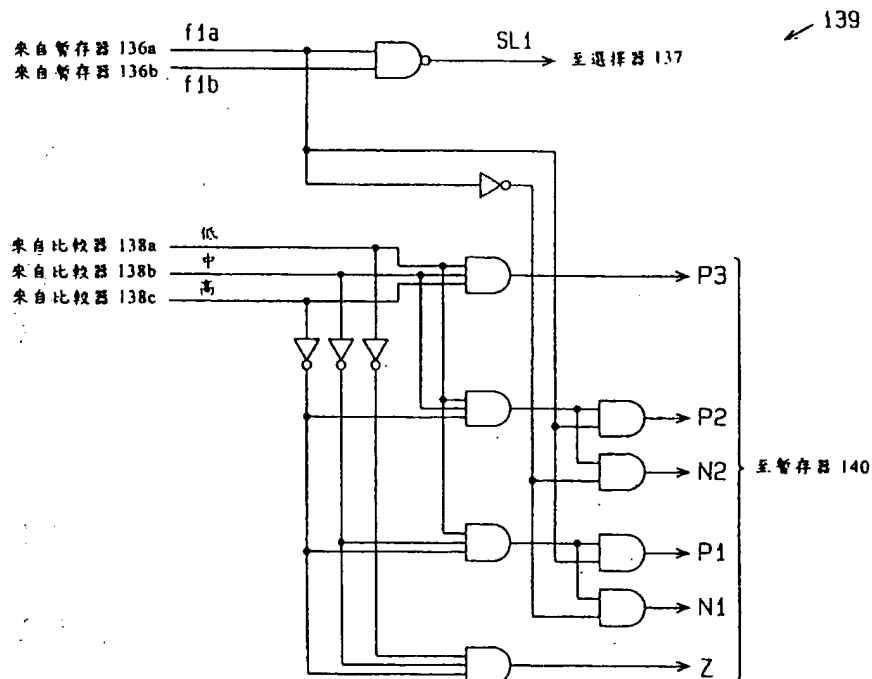 139
來自暫存器 136a f1a
來自暫存器 136b f1b
SL1
至選擇器 137
來自比較器 138a 低
來自比較器 138b 中
來自比較器 138c 高
P3
P2
N2
至暫存器 140
P1
N1
Z